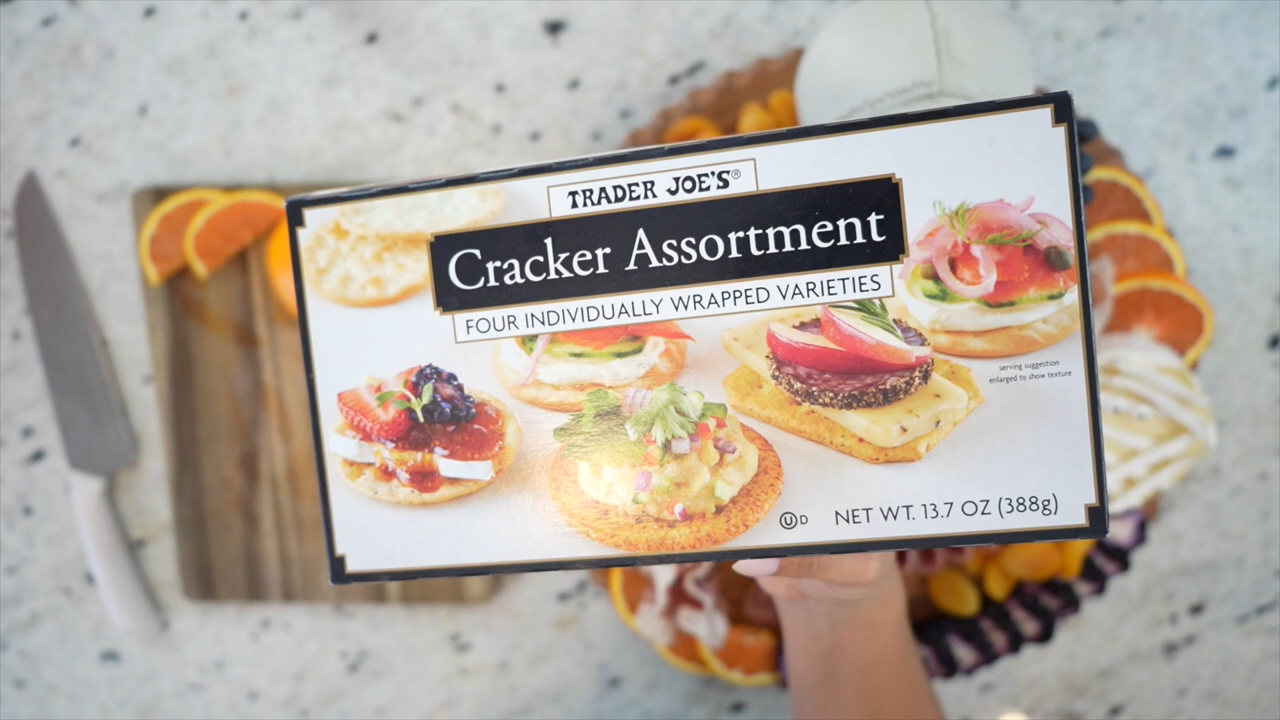 TRADER JOE'S®
Cracker Assortment
FOUR INDIVIDUALLY WRAPPED VARIETIES
serving suggestion
enlarged to show texture
Ⓤ D
NET WT. 13.7 OZ (388g)